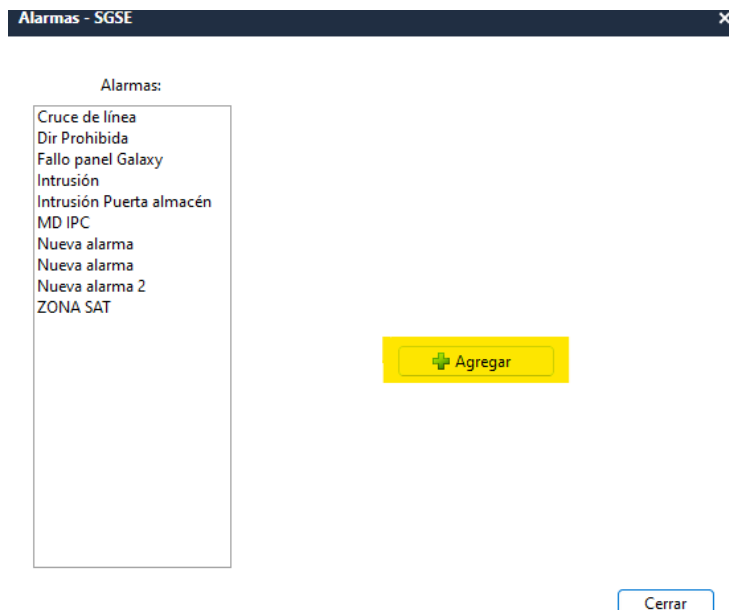 Alarmas - SGSE
Alarmas:
Cruce de línea
Dir Prohibida
Fallo panel Galaxy
Intrusión
Intrusión Puerta almacén
MD IPC
Nueva alarma
Nueva alarma
Nueva alarma 2
ZONA SAT
Agregar
Cerrar